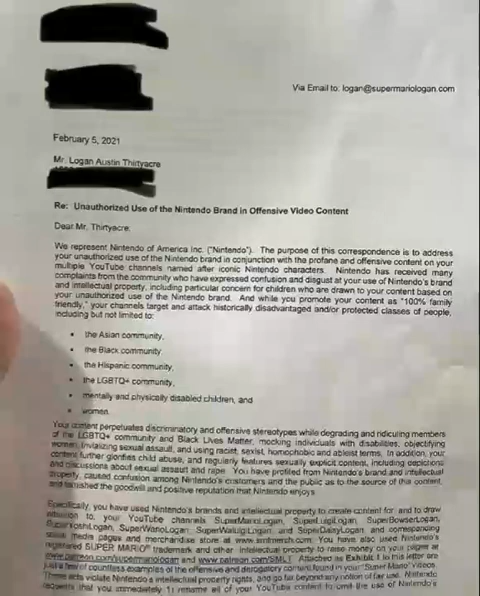 Via Email to: logan@supermariologan.com
February 5, 2021
Mr. Logan Austin Thirtyacre
Re: Unauthorized Use of the Nintendo Brand in Offensive Video Content
Dear Mr. Thirtyacre:
We represent Nintendo of America Inc. ("Nintendo"). The purpose of this correspondence is to address
your unauthorized use of the Nintendo brand in conjunction with the profane and offensive content on your
multiple YouTube channels named after iconic Nintendo characters. Nintendo has received many
complaints from the community who have expressed confusion and disgust at your use of Nintendo's brand
and intellectual property, including particular concern for children who are drawn to your content based on
your unauthorized use of the Nintendo brand. And while you promote your content as "100% family
friendly," your channels target and attack historically disadvantaged and/or protected classes of people,
including but not limited to:
• the Asian community,
• the Black community
• the Hispanic community,
• the LGBTQ+ community,
• mentally and physically disabled children, and
• women.
Your content perpetuates discriminatory and offensive stereotypes while degrading and ridiculing members
of the LGBTQ+ community and Black Lives Matter, mocking individuals with disabilities, objectifying
women, trivializing sexual assault, and using racist, sexist, homophobic and ableist terms. In addition, your
content further glorifies child abuse, and regularly features sexually explicit content, including depictions
and discussions about sexual assault and rape. You have profited from Nintendo's brand and intellectual
property, caused confusion among Nintendo's customers and the public as to the source of this content,
and tarnished the goodwill and positive reputation that Nintendo enjoys.
Specifically, you have used Nintendo's brands and intellectual property to create content for and to draw
attention to, your YouTube channels SuperMarioLogan, SuperLuigiLogan, SuperBowserLogan,
SuperYoshiLogan, SuperWarioLogan, SuperWaluigiLogan, and SuperDaisyLogan and corresponding
social media pages and merchandise store at www.smlmerch.com. You have also used Nintendo's
registered SUPER MARIO® trademark and other intellectual property to raise money on your pages at
www.patreon.com/supermariologan and www.patreon.com/SMLT. Attached as Exhibit 1 to this letter are
just a few of countless examples of the offensive and derogatory content found in your "Super Mario" videos.
These acts violate Nintendo's intellectual property rights, and go far beyond any notion of fair use. Nintendo
requests that you immediately: 1) rename all of your YouTube content to omit the use of Nintendo's